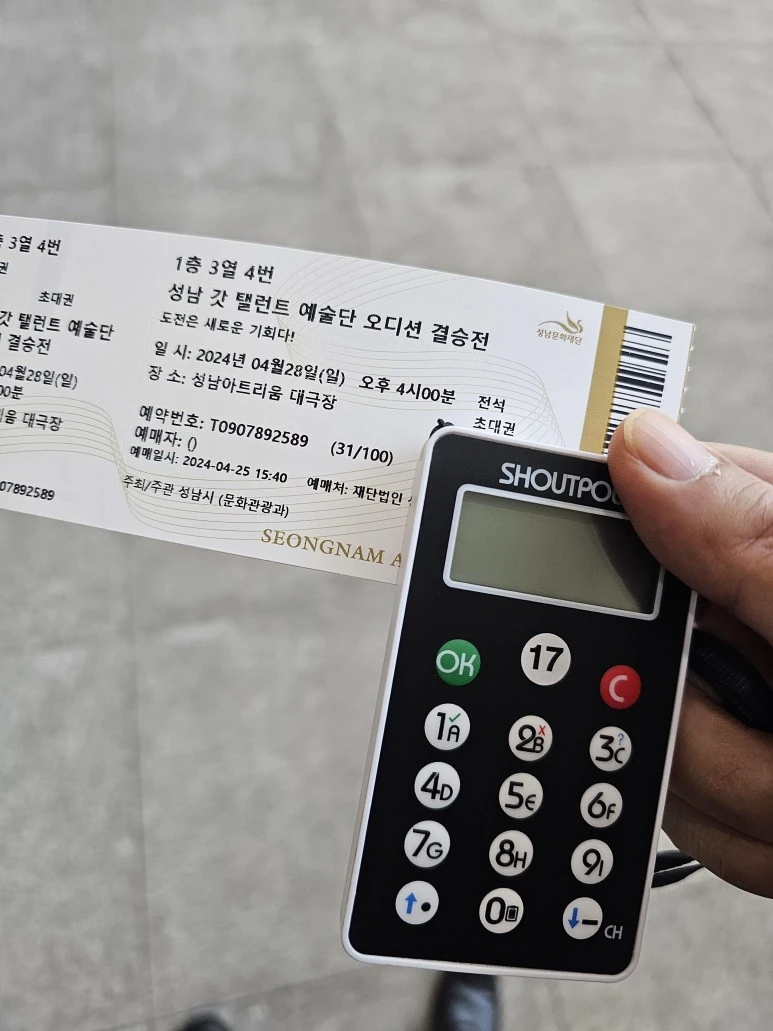 층 3열 4번
권
초대권
갓 탤런트 예술단
결승전
04월28일(일)
00분
아트리움 대극장
07892589
1층 3열 4번
성남 갓 탤런트 예술단 오디션 결승전
도전은 새로운 기회다!
일 시: 2024년 04월28일(일) 오후 4시00분
장 소: 성남아트리움 대극장
전석
초대권
예약번호: T0907892589 (31/100)
예매자: ()
예매일시: 2024-04-25 15:40 예매처: 재단법인
주최/주관 성남시 (문화관광과)
SEONGNAM A
성남문화재단
SHOUTPO
OK 17 C
1A 2B 3C
4D 5E 6F
7G 8H 9I
0 CH